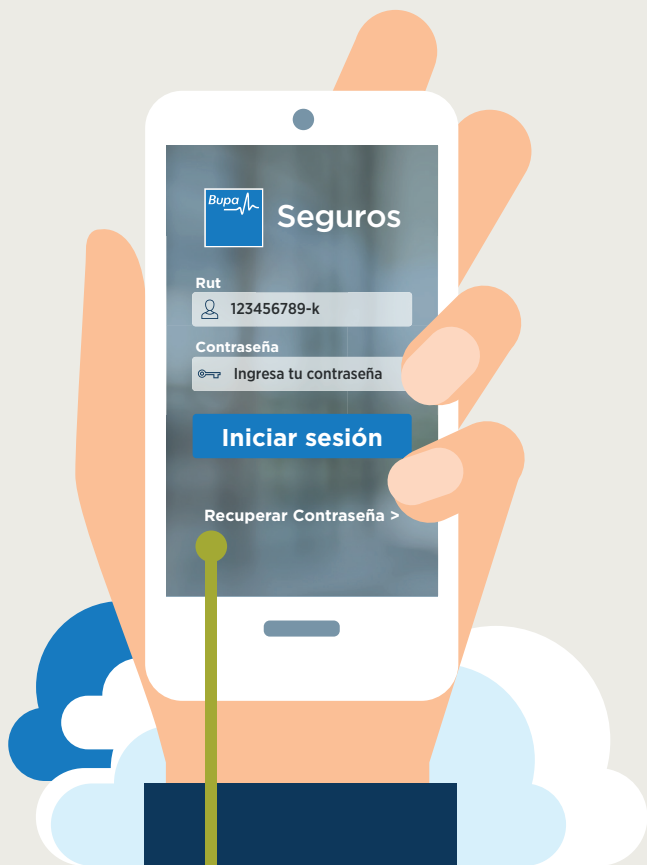 Bupa
Seguros
Rut
123456789-k
Contraseña
Ingresa tu contraseña
Iniciar sesión
Recuperar Contraseña >